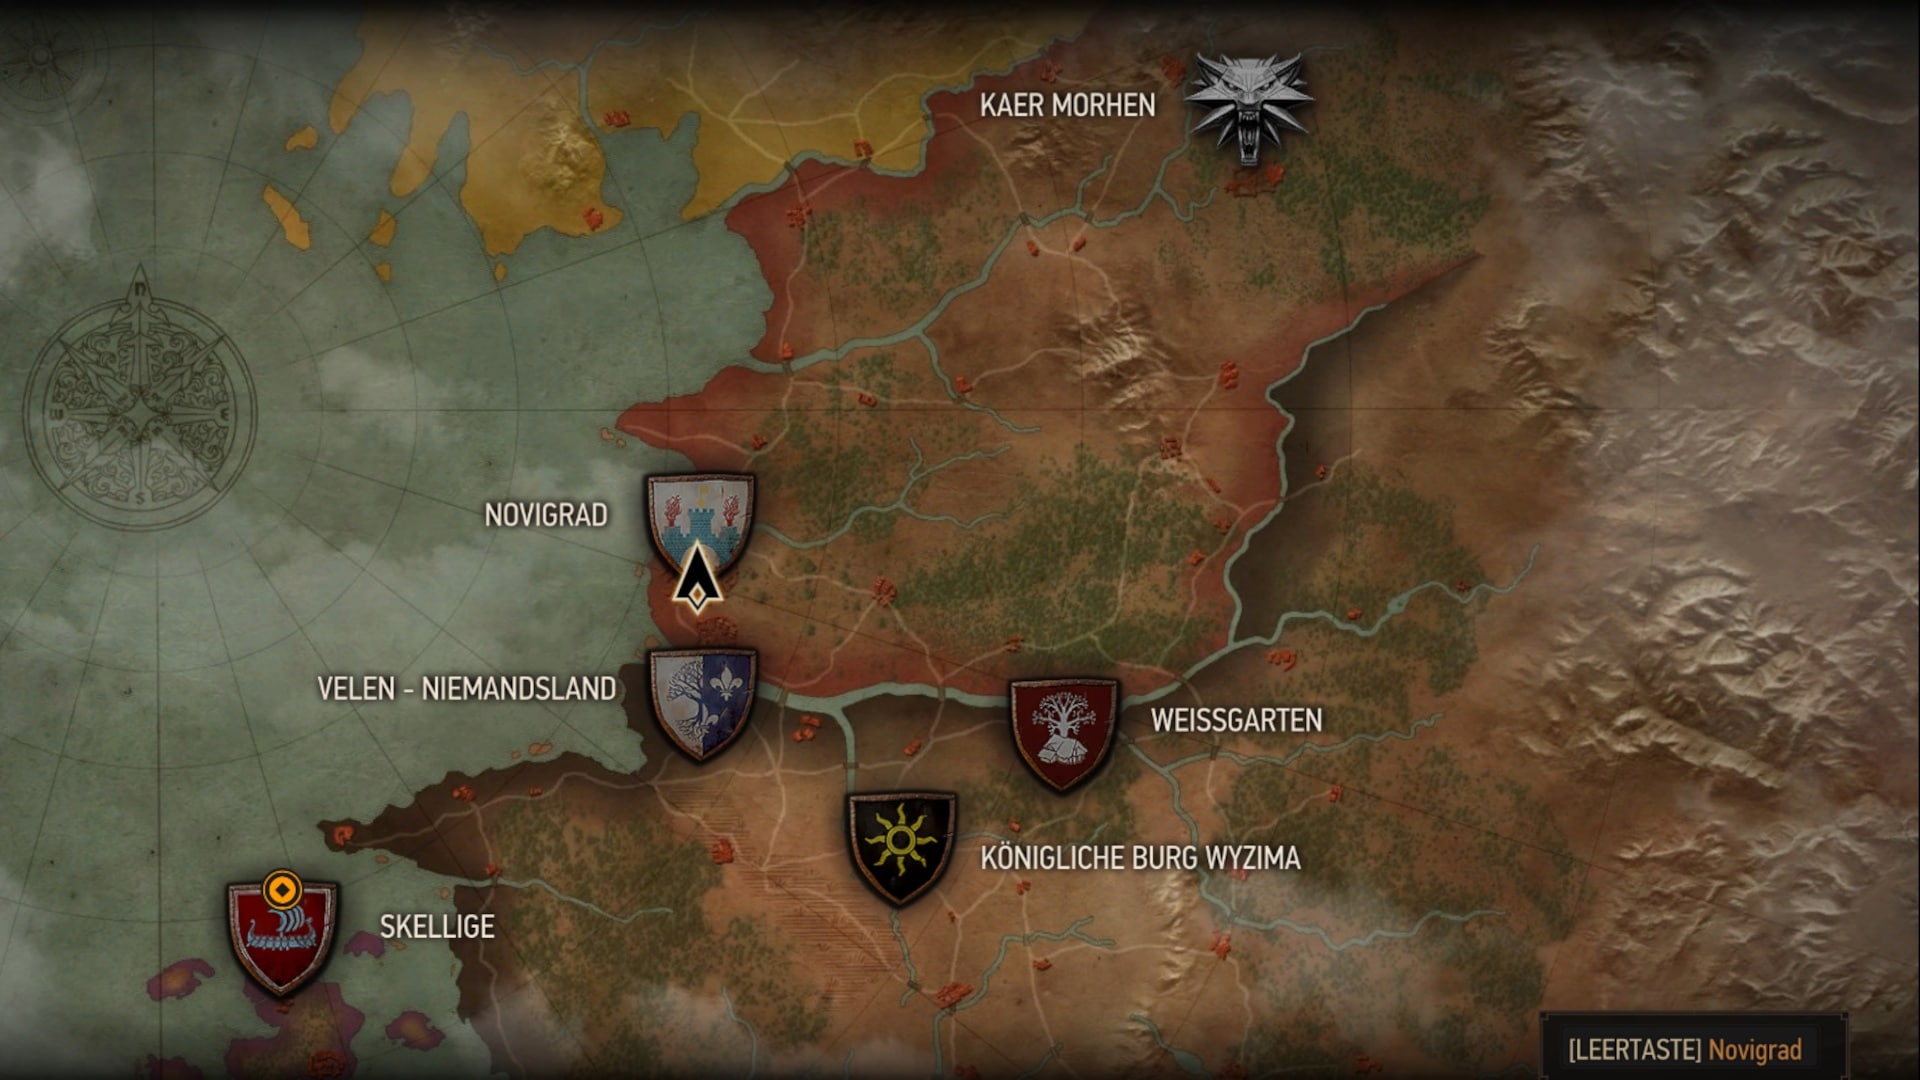 KAER MORHEN
NOVIGRAD
VELEN - NIEMANDSLAND
WEISSGARTEN
KÖNIGLICHE BURG WYZIMA
SKELLIGE
[LEERTASTE] Novigrad